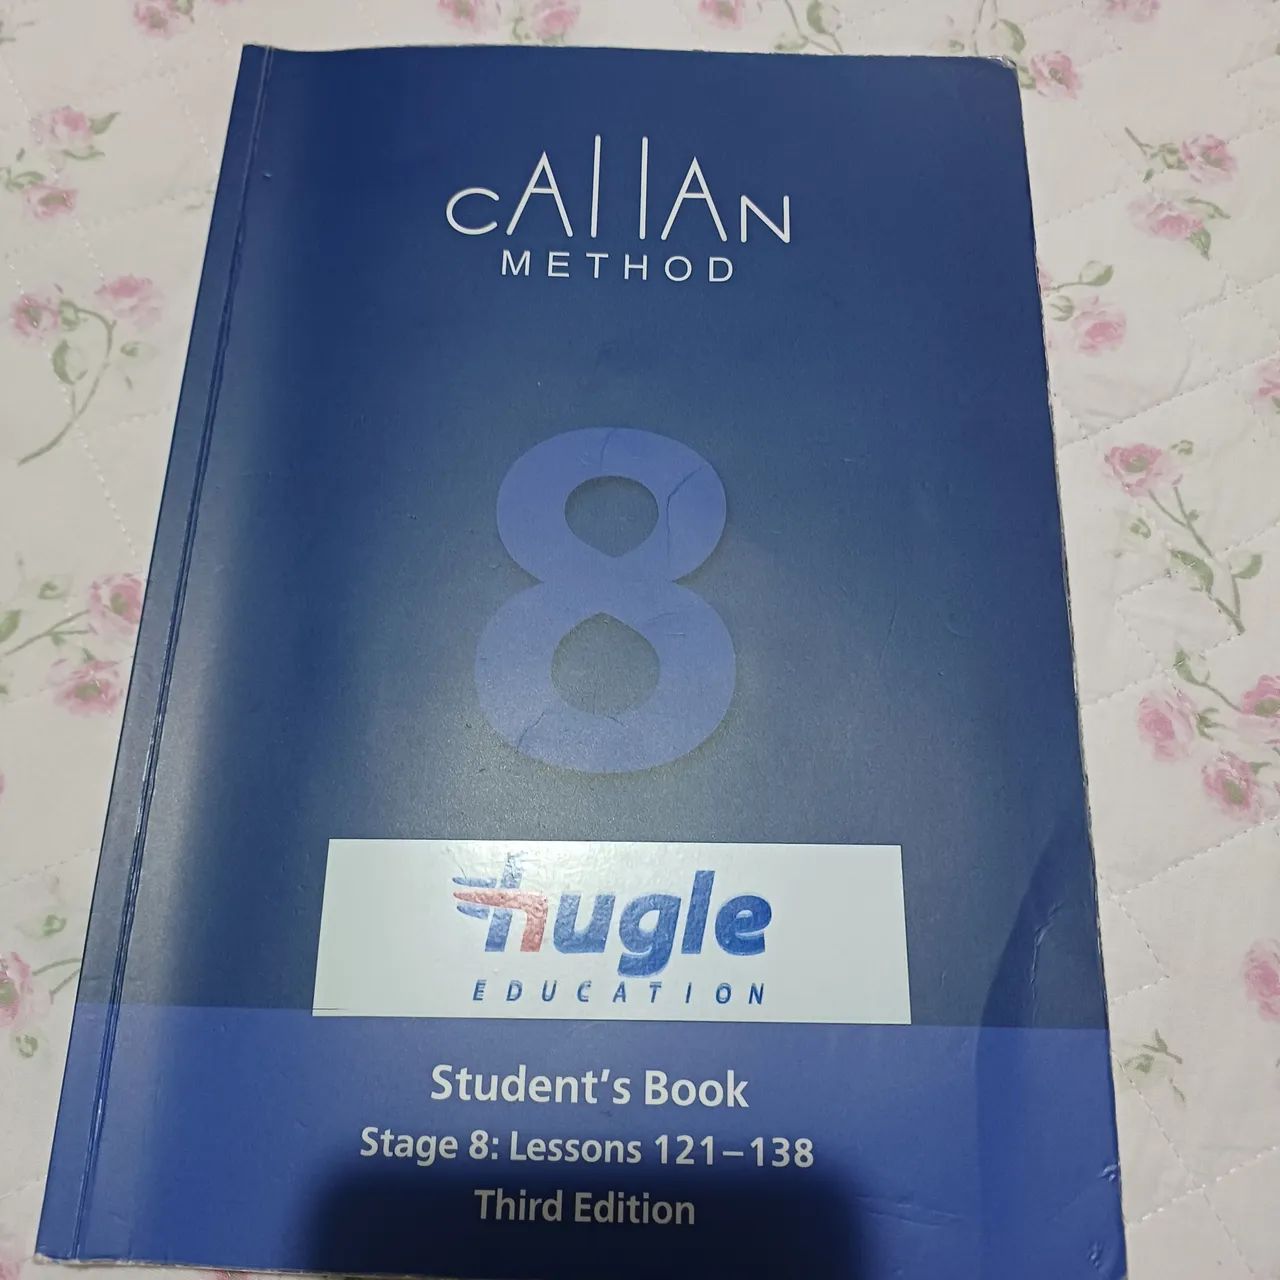 CALLAN
METHOD
8
hugle
EDUCATION
Student's Book
Stage 8: Lessons 121–138
Third Edition